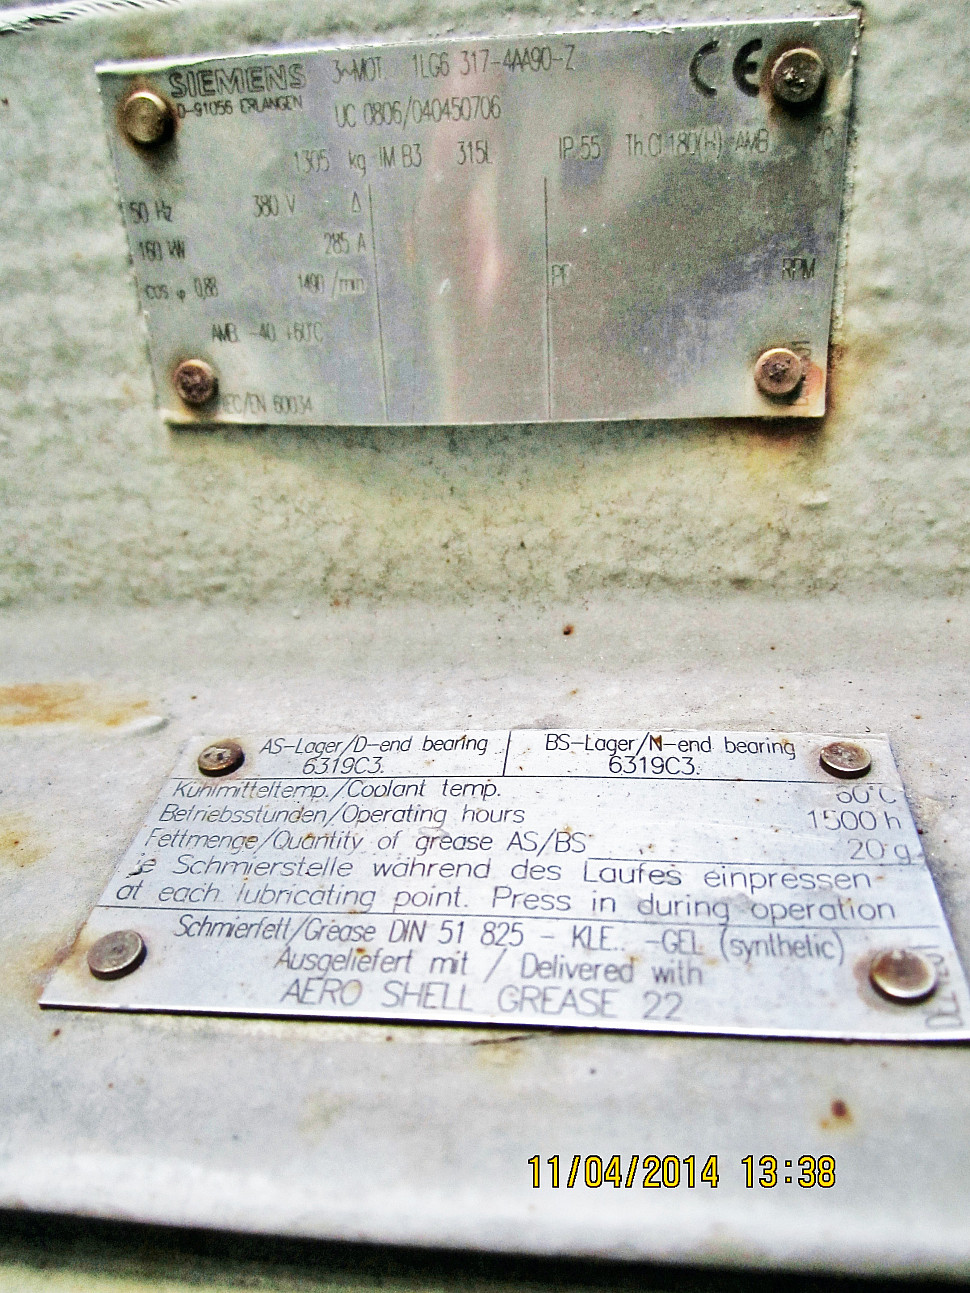 SIEMENS 3~MOT. 1LG6 317-4AA90-Z CE
D-91056 ERLANGEN
UC 0806/040450706
kg IM B3 315L IP 55 Th.Cl.180(H) AMB °C
50 Hz 380 V Δ
160 kW 285 A
cos φ 0,88 1490 /min PF RPM
AMB. -40 +60°C
IEC/EN 60034
AS-Lager/D-end bearing BS-Lager/N-end bearing
6319C3. 6319C3.
Kühlmitteltemp./Coolant temp. 60°C
Betriebsstunden/Operating hours 1500 h
Fettmenge/Quantity of grease AS/BS 20 g
je Schmierstelle während des Laufes einpressen
at each lubricating point. Press in during operation
Schmierfett/Grease DIN 51 825 - KLE.. -GEL (synthetic)
Ausgeliefert mit / Delivered with
AERO SHELL GREASE 22
11/04/2014 13:38